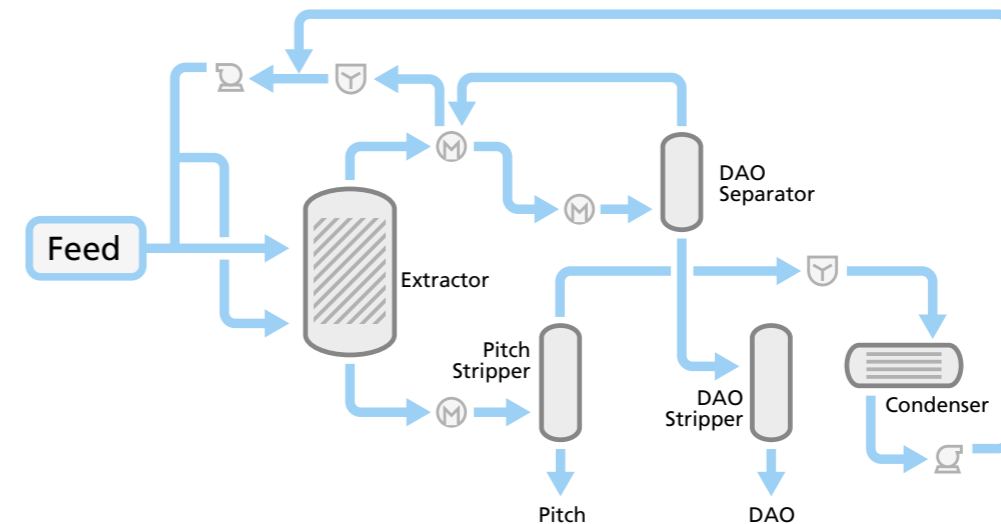 DAO
Separator
Feed
Extractor
Pitch
Stripper
DAO
Stripper
Condenser
Pitch
DAO